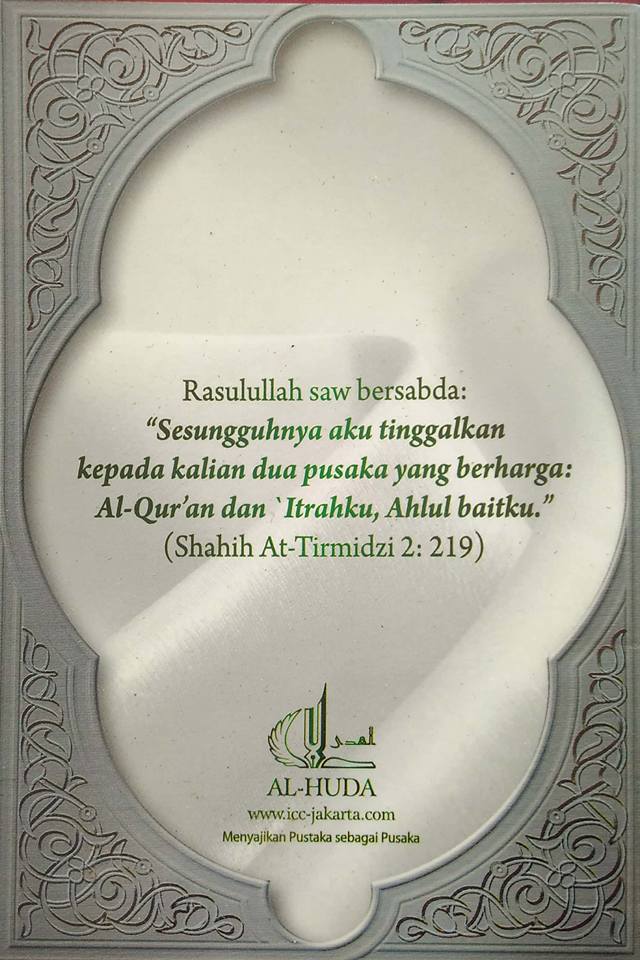 Rasulullah saw bersabda:
“Sesungguhnya aku tinggalkan
kepada kalian dua pusaka yang berharga:
Al-Qur’an dan `Itrahku, Ahlul baitku.”
(Shahih At-Tirmidzi 2: 219)
الهدى
AL-HUDA
www.icc-jakarta.com
Menyajikan Pustaka sebagai Pusaka